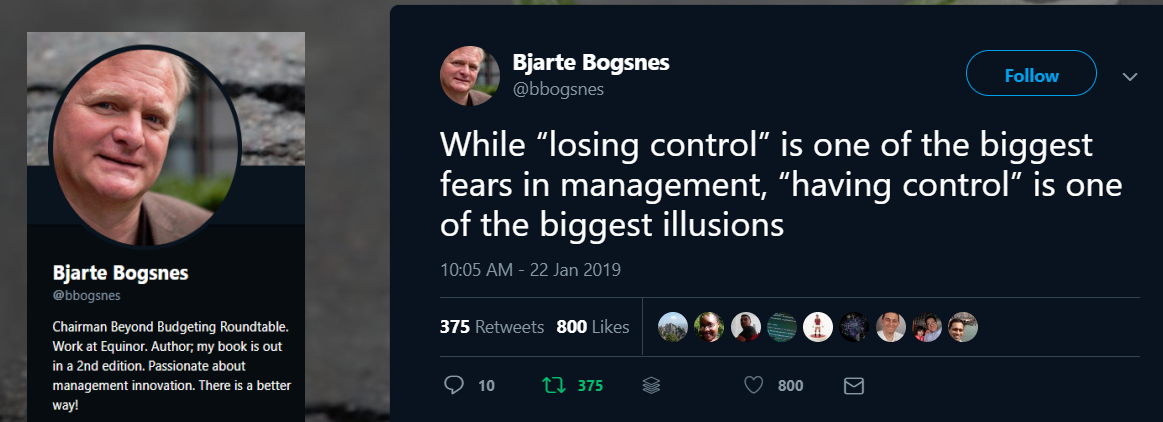 Bjarte Bogsnes
@bbogsnes
Chairman Beyond Budgeting Roundtable.
Work at Equinor. Author; my book is out
in a 2nd edition. Passionate about
management innovation. There is a better
way!
Bjarte Bogsnes
@bbogsnes
Follow
While “losing control” is one of the biggest
fears in management, “having control” is one
of the biggest illusions
10:05 AM - 22 Jan 2019
375 Retweets 800 Likes
10 375 800